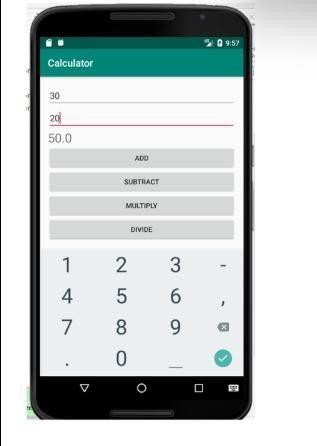 9:57
Calculator
30
20
50.0
ADD
SUBTRACT
MULTIPLY
DIVIDE
1 2 3 -
4 5 6 ,
7 8 9
. 0 _